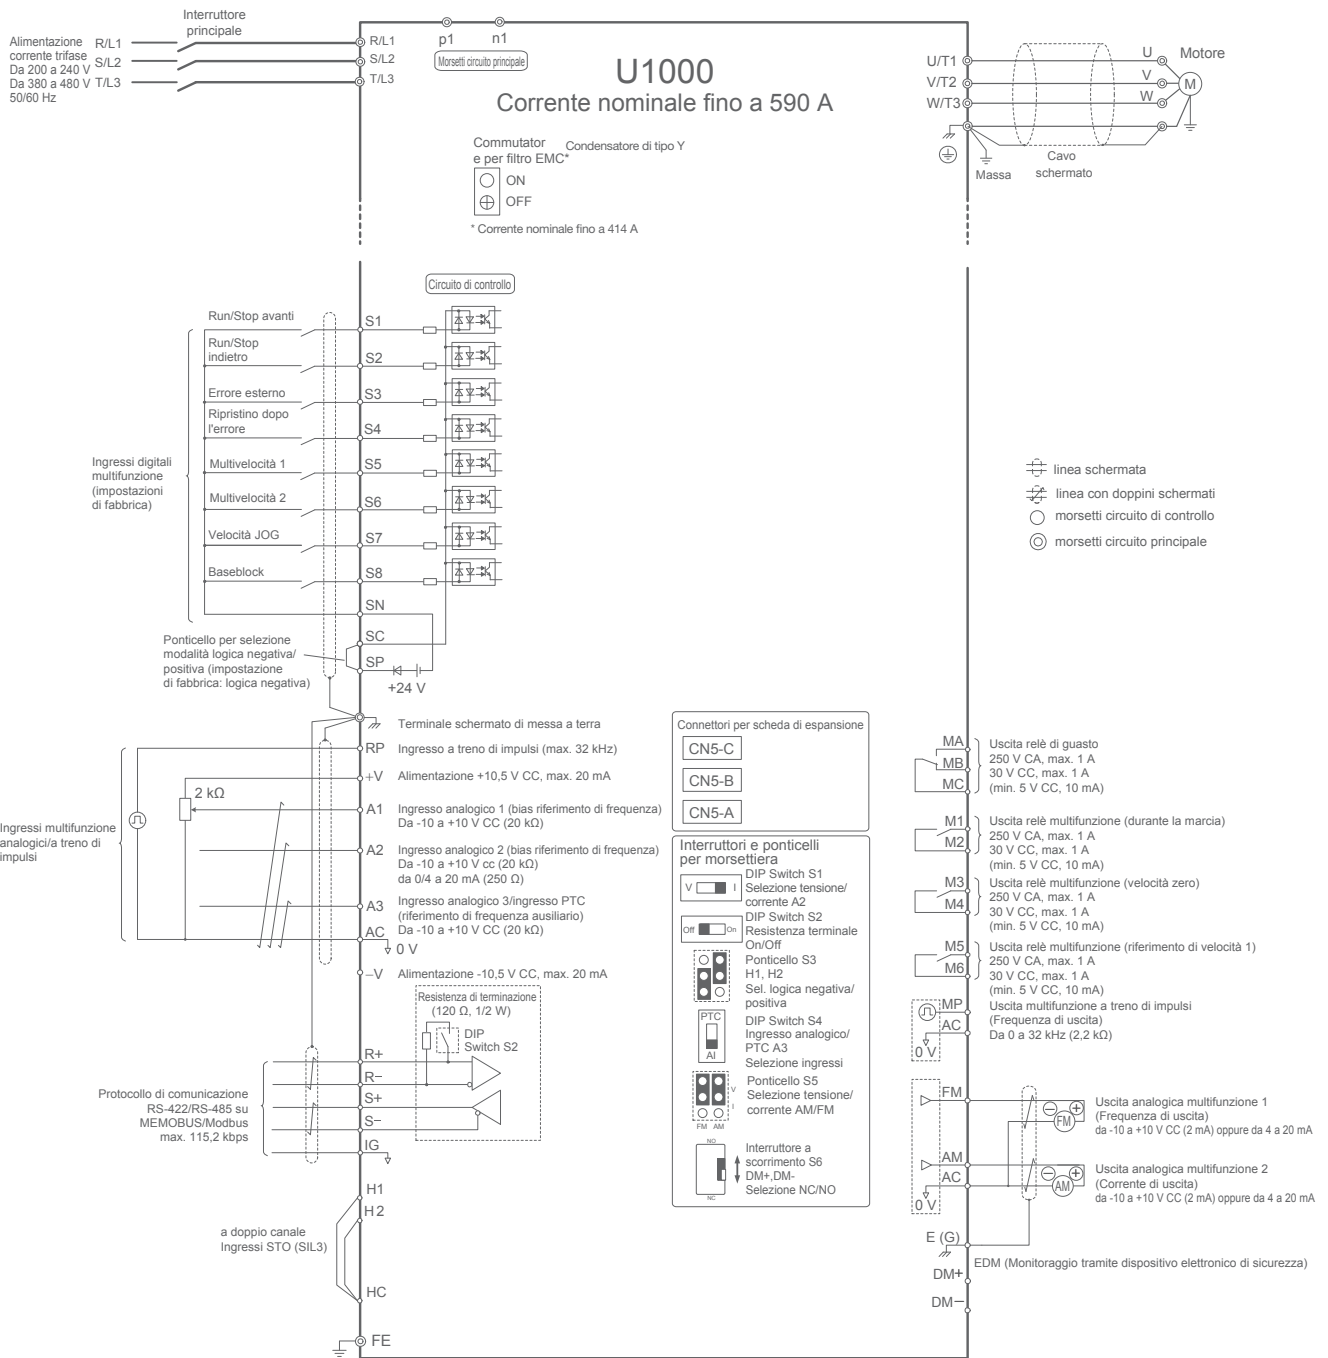 Interruttore
principale
Alimentazione
corrente trifase
Da 200 a 240 V
Da 380 a 480 V
50/60 Hz
R/L1
S/L2
T/L3
R/L1
S/L2
T/L3
p1
n1
Morsetti circuito principale
U1000
Corrente nominale fino a 590 A
Commutator
e per filtro EMC*
Condensatore di tipo Y
ON
OFF
* Corrente nominale fino a 414 A
U/T1
V/T2
W/T3
U
V
W
Motore
M
Massa
Cavo
schermato
Circuito di controllo
Run/Stop avanti
S1
Run/Stop
indietro
S2
Errore esterno
S3
Ripristino dopo
l'errore
S4
Ingressi digitali
multifunzione
(impostazioni
di fabbrica)
Multivelocità 1
S5
Multivelocità 2
S6
Velocità JOG
S7
Baseblock
S8
SN
SC
SP
+24 V
Ponticello per selezione
modalità logica negativa/
positiva (impostazione
di fabbrica: logica negativa)
linea schermata
linea con doppini schermati
morsetti circuito di controllo
morsetti circuito principale
Terminale schermato di messa a terra
RP
Ingresso a treno di impulsi (max. 32 kHz)
+V
Alimentazione +10,5 V CC, max. 20 mA
2 kΩ
A1
Ingresso analogico 1 (bias riferimento di frequenza)
Da -10 a +10 V CC (20 kΩ)
Ingressi multifunzione
analogici/a treno di
impulsi
A2
Ingresso analogico 2 (bias riferimento di frequenza)
Da -10 a +10 V cc (20 kΩ)
da 0/4 a 20 mA (250 Ω)
A3
Ingresso analogico 3/ingresso PTC
(riferimento di frequenza ausiliario)
Da -10 a +10 V CC (20 kΩ)
AC
0 V
−V
Alimentazione -10,5 V CC, max. 20 mA
Resistenza di terminazione
(120 Ω, 1/2 W)
DIP
Switch S2
R+
R−
S+
S−
IG
Protocollo di comunicazione
RS-422/RS-485 su
MEMOBUS/Modbus
max. 115,2 kbps
H1
H2
a doppio canale
Ingressi STO (SIL3)
HC
FE
Connettori per scheda di espansione
CN5-C
CN5-B
CN5-A
Interruttori e ponticelli
per morsettiera
V
I
DIP Switch S1
Selezione tensione/
corrente A2
Off
On
DIP Switch S2
Resistenza terminale
On/Off
Ponticello S3
H1, H2
Sel. logica negativa/
positiva
PTC
AI
DIP Switch S4
Ingresso analogico/
PTC A3
Selezione ingressi
V
I
FM AM
Ponticello S5
Selezione tensione/
corrente AM/FM
NO
NC
Interruttore a
scorrimento S6
DM+,DM-
Selezione NC/NO
MA
MB
MC
Uscita relè di guasto
250 V CA, max. 1 A
30 V CC, max. 1 A
(min. 5 V CC, 10 mA)
M1
M2
Uscita relè multifunzione (durante la marcia)
250 V CA, max. 1 A
30 V CC, max. 1 A
(min. 5 V CC, 10 mA)
M3
M4
Uscita relè multifunzione (velocità zero)
250 V CA, max. 1 A
30 V CC, max. 1 A
(min. 5 V CC, 10 mA)
M5
M6
Uscita relè multifunzione (riferimento di velocità 1)
250 V CA, max. 1 A
30 V CC, max. 1 A
(min. 5 V CC, 10 mA)
MP
AC
0 V
Uscita multifunzione a treno di impulsi
(Frequenza di uscita)
Da 0 a 32 kHz (2,2 kΩ)
FM
FM
Uscita analogica multifunzione 1
(Frequenza di uscita)
da -10 a +10 V CC (2 mA) oppure da 4 a 20 mA
AM
AC
0 V
AM
Uscita analogica multifunzione 2
(Corrente di uscita)
da -10 a +10 V CC (2 mA) oppure da 4 a 20 mA
E (G)
EDM (Monitoraggio tramite dispositivo elettronico di sicurezza)
DM+
DM−